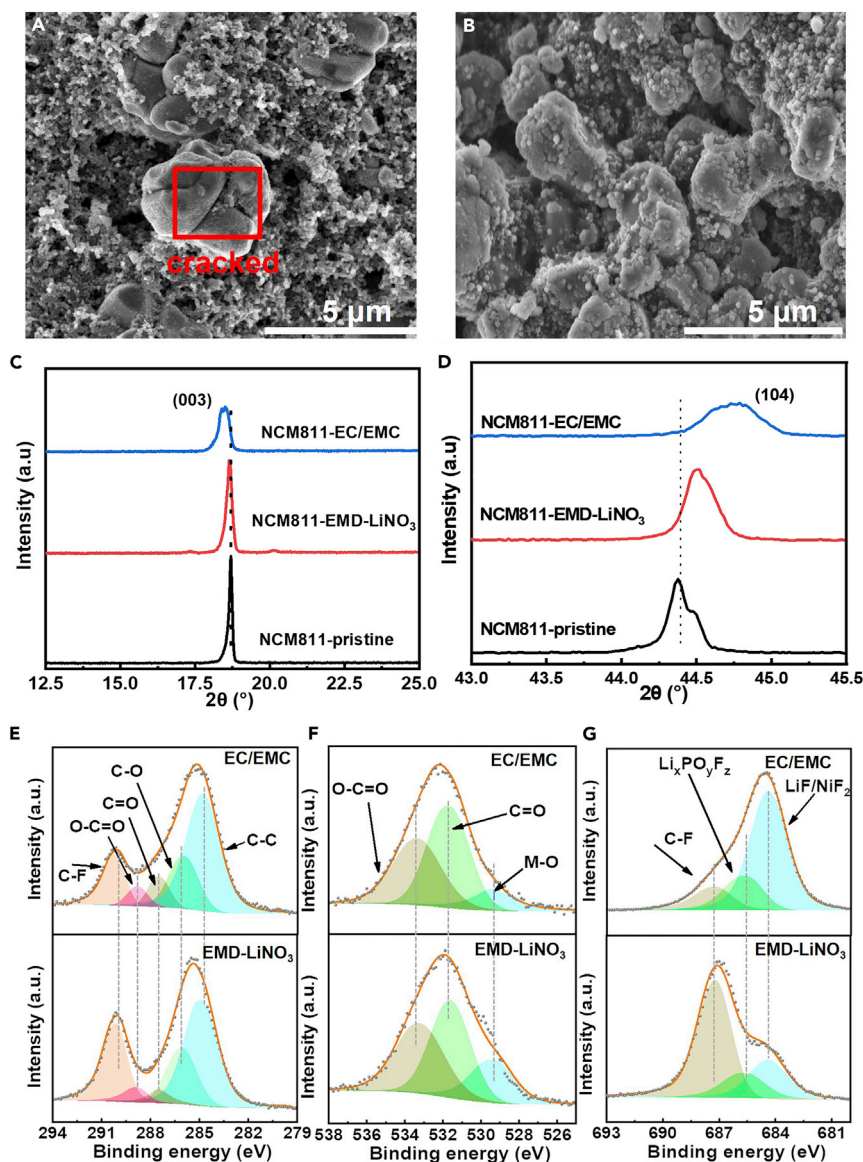 A
cracked
5 μm
B
5 μm
C
(003)
NCM811-EC/EMC
NCM811-EMD-LiNO₃
NCM811-pristine
Intensity (a.u)
12.5 15.0 17.5 20.0 22.5 25.0
2θ (°)
D
(104)
NCM811-EC/EMC
NCM811-EMD-LiNO₃
NCM811-pristine
Intensity (a.u)
43.0 43.5 44.0 44.5 45.0 45.5
2θ (°)
E
EC/EMC
C-O
C=O
O-C=O
C-F
C-C
Intensity (a.u.)
EMD-LiNO₃
Intensity (a.u.)
294 291 288 285 282 279
Binding energy (eV)
F
EC/EMC
O-C=O
C=O
M-O
Intensity (a.u.)
EMD-LiNO₃
Intensity (a.u.)
538 536 534 532 530 528 526
Binding energy (eV)
G
EC/EMC
LiₓPOᵧF𝓏
LiF/NiF₂
C-F
Intensity (a.u.)
EMD-LiNO₃
Intensity (a.u.)
693 690 687 684 681
Binding energy (eV)